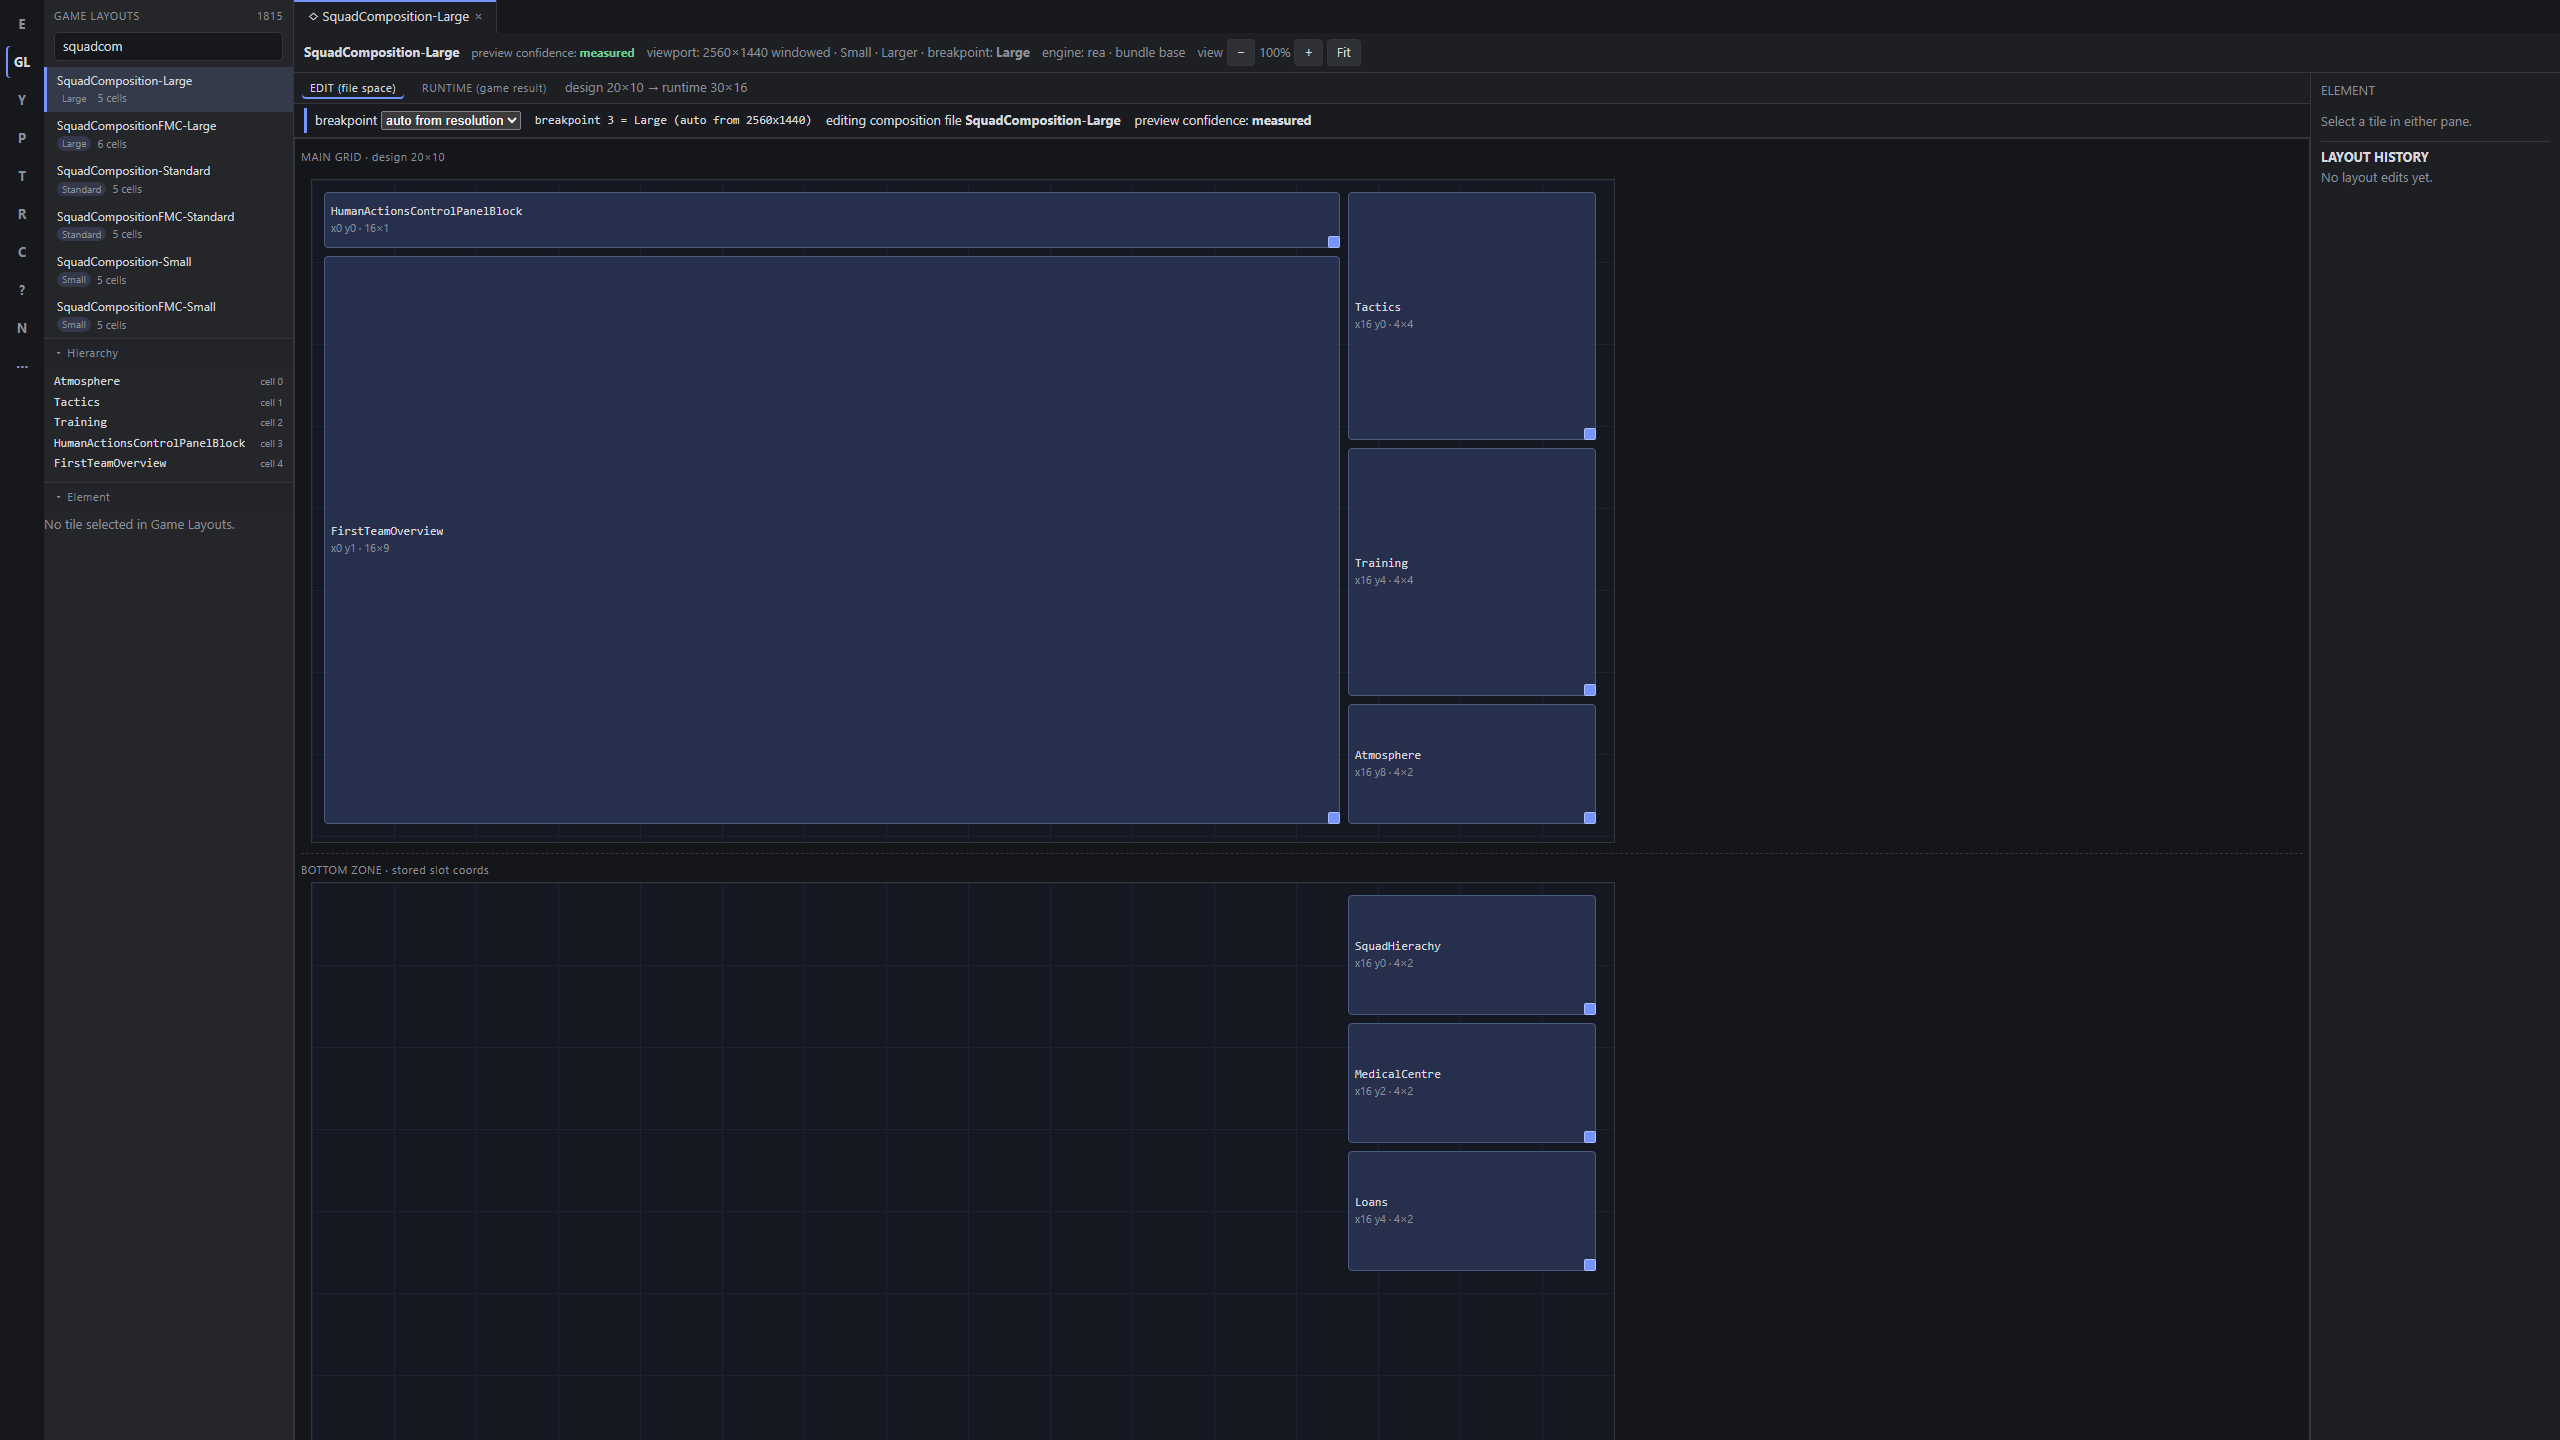 E
GL
Y
P
T
R
C
?
N
...
GAME LAYOUTS 1815
squadcom
SquadComposition-Large
Large 5 cells
SquadCompositionFMC-Large
Large 6 cells
SquadComposition-Standard
Standard 5 cells
SquadCompositionFMC-Standard
Standard 5 cells
SquadComposition-Small
Small 5 cells
SquadCompositionFMC-Small
Small 5 cells
Hierarchy
Atmosphere cell 0
Tactics cell 1
Training cell 2
HumanActionsControlPanelBlock cell 3
FirstTeamOverview cell 4
Element
No tile selected in Game Layouts.
◇ SquadComposition-Large ×
SquadComposition-Large preview confidence: measured viewport: 2560×1440 windowed · Small · Larger · breakpoint: Large engine: rea · bundle base view − 100% + Fit
EDIT (file space) RUNTIME (game result) design 20×10 → runtime 30×16
breakpoint auto from resolution breakpoint 3 = Large (auto from 2560x1440) editing composition file SquadComposition-Large preview confidence: measured
MAIN GRID · design 20×10
HumanActionsControlPanelBlock
x0 y0 · 16×1
FirstTeamOverview
x0 y1 · 16×9
Tactics
x16 y0 · 4×4
Training
x16 y4 · 4×4
Atmosphere
x16 y8 · 4×2
BOTTOM ZONE · stored slot coords
SquadHierachy
x16 y0 · 4×2
MedicalCentre
x16 y2 · 4×2
Loans
x16 y4 · 4×2
ELEMENT
Select a tile in either pane.
LAYOUT HISTORY
No layout edits yet.